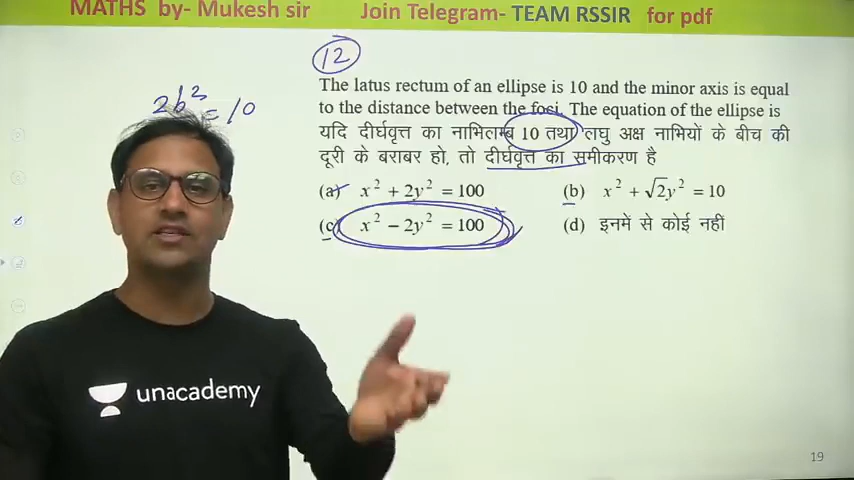 MATHS by- Mukesh sir Join Telegram- TEAM RSSIR for pdf
12
2b² = 10
The latus rectum of an ellipse is 10 and the minor axis is equal
to the distance between the foci. The equation of the ellipse is
यदि दीर्घवृत्त का नाभिलम्ब 10 तथा लघु अक्ष नाभियों के बीच की
दूरी के बराबर हो, तो दीर्घवृत्त का समीकरण है
(a) x² + 2y² = 100 (b) x² + √2y² = 10
(c) x² − 2y² = 100 (d) इनमें से कोई नहीं
unacademy
19